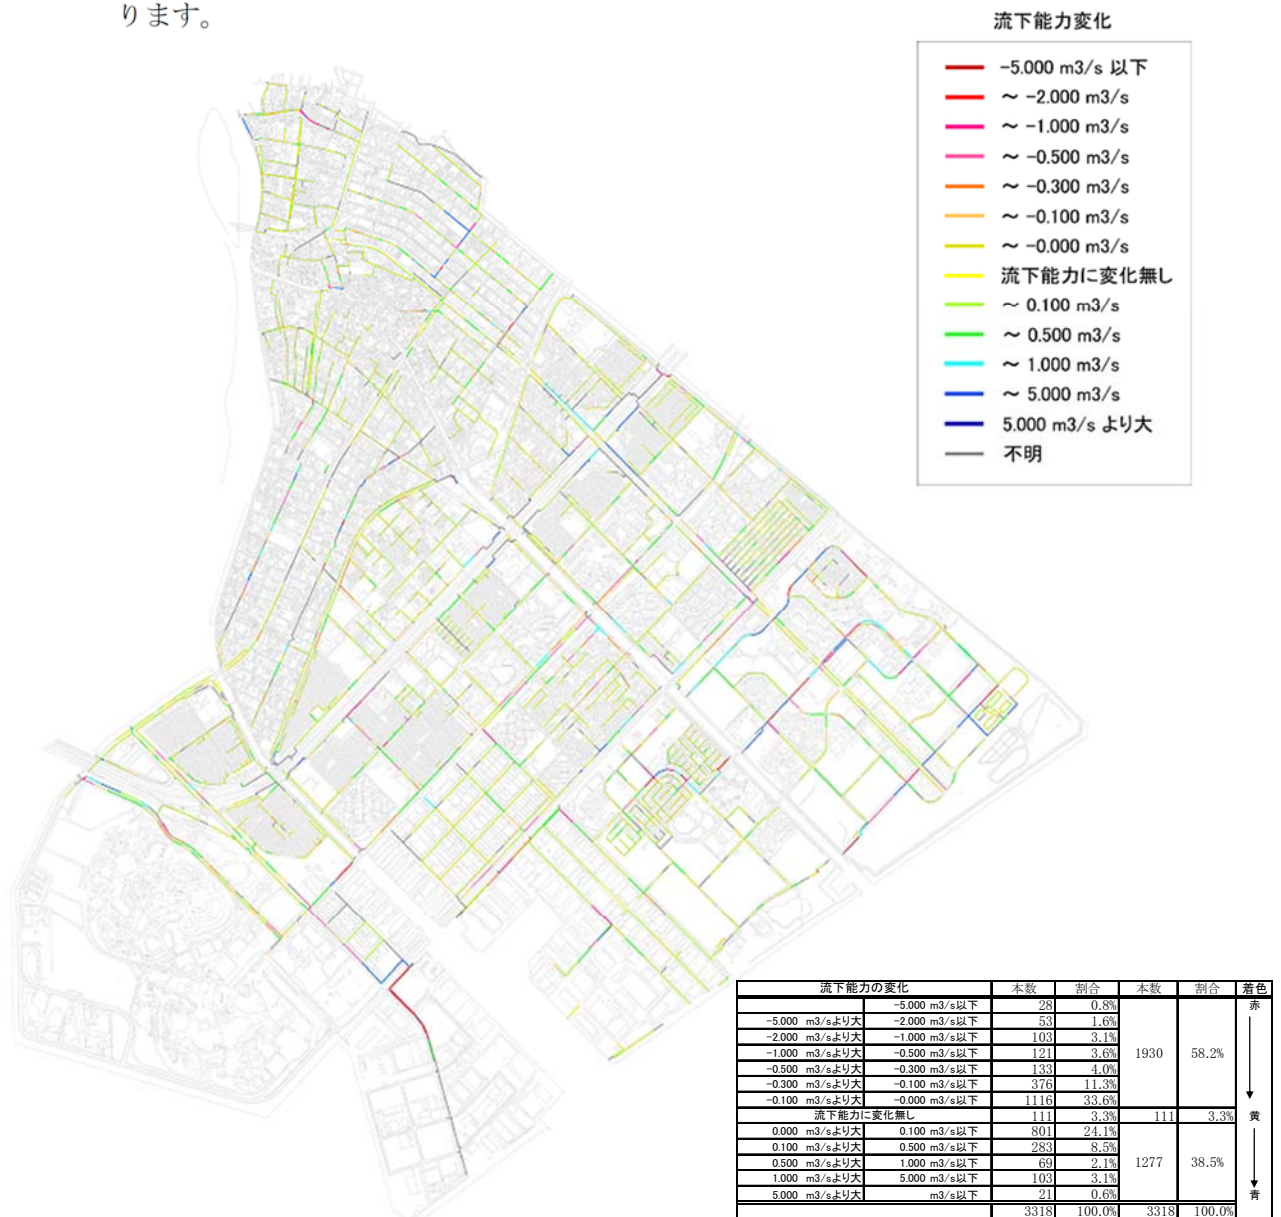 ります。
流下能力変化
-5.000 m3/s 以下
～ -2.000 m3/s
～ -1.000 m3/s
～ -0.500 m3/s
～ -0.300 m3/s
～ -0.100 m3/s
～ -0.000 m3/s
流下能力に変化無し
～ 0.100 m3/s
～ 0.500 m3/s
～ 1.000 m3/s
～ 5.000 m3/s
5.000 m3/s より大
不明
流下能力の変化 本数 割合 本数 割合 着色
-5.000 m3/s以下 28 0.8% 赤
-5.000 m3/sより大 -2.000 m3/s以下 53 1.6%
-2.000 m3/sより大 -1.000 m3/s以下 103 3.1%
-1.000 m3/sより大 -0.500 m3/s以下 121 3.6% 1930 58.2%
-0.500 m3/sより大 -0.300 m3/s以下 133 4.0%
-0.300 m3/sより大 -0.100 m3/s以下 376 11.3%
-0.100 m3/sより大 -0.000 m3/s以下 1116 33.6%
流下能力に変化無し 111 3.3% 111 3.3% 黄
0.000 m3/sより大 0.100 m3/s以下 801 24.1%
0.100 m3/sより大 0.500 m3/s以下 283 8.5%
0.500 m3/sより大 1.000 m3/s以下 69 2.1% 1277 38.5%
1.000 m3/sより大 5.000 m3/s以下 103 3.1%
5.000 m3/sより大 m3/s以下 21 0.6% 青
3318 100.0% 3318 100.0%